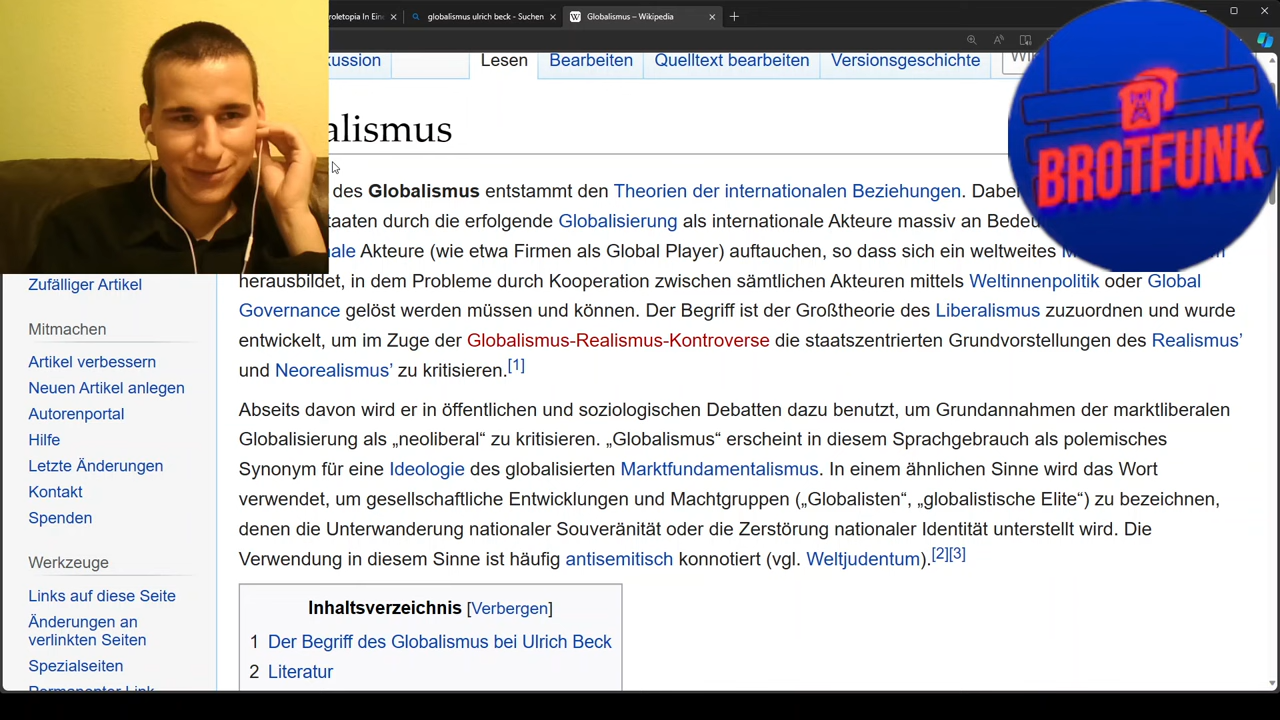 roletopia In Ein
globalismus ulrich beck - Suchen
Globalismus – Wikipedia
kussion
Lesen
Bearbeiten
Quelltext bearbeiten
Versionsgeschichte
alismus
des Globalismus entstammt den Theorien der internationalen Beziehungen. Dabei
taaten durch die erfolgende Globalisierung als internationale Akteure massiv an Bedeu
nale Akteure (wie etwa Firmen als Global Player) auftauchen, so dass sich ein weltweites
herausbildet, in dem Probleme durch Kooperation zwischen sämtlichen Akteuren mittels Weltinnenpolitik oder Global
Governance gelöst werden müssen und können. Der Begriff ist der Großtheorie des Liberalismus zuzuordnen und wurde
entwickelt, um im Zuge der Globalismus-Realismus-Kontroverse die staatszentrierten Grundvorstellungen des Realismus’
und Neorealismus’ zu kritisieren.[1]
Abseits davon wird er in öffentlichen und soziologischen Debatten dazu benutzt, um Grundannahmen der marktliberalen
Globalisierung als „neoliberal“ zu kritisieren. „Globalismus“ erscheint in diesem Sprachgebrauch als polemisches
Synonym für eine Ideologie des globalisierten Marktfundamentalismus. In einem ähnlichen Sinne wird das Wort
verwendet, um gesellschaftliche Entwicklungen und Machtgruppen („Globalisten“, „globalistische Elite“) zu bezeichnen,
denen die Unterwanderung nationaler Souveränität oder die Zerstörung nationaler Identität unterstellt wird. Die
Verwendung in diesem Sinne ist häufig antisemitisch konnotiert (vgl. Weltjudentum).[2][3]
Inhaltsverzeichnis [Verbergen]
1 Der Begriff des Globalismus bei Ulrich Beck
2 Literatur
Zufälliger Artikel
Mitmachen
Artikel verbessern
Neuen Artikel anlegen
Autorenportal
Hilfe
Letzte Änderungen
Kontakt
Spenden
Werkzeuge
Links auf diese Seite
Änderungen an
verlinkten Seiten
Spezialseiten
Permanenter Link
BROTFUNK